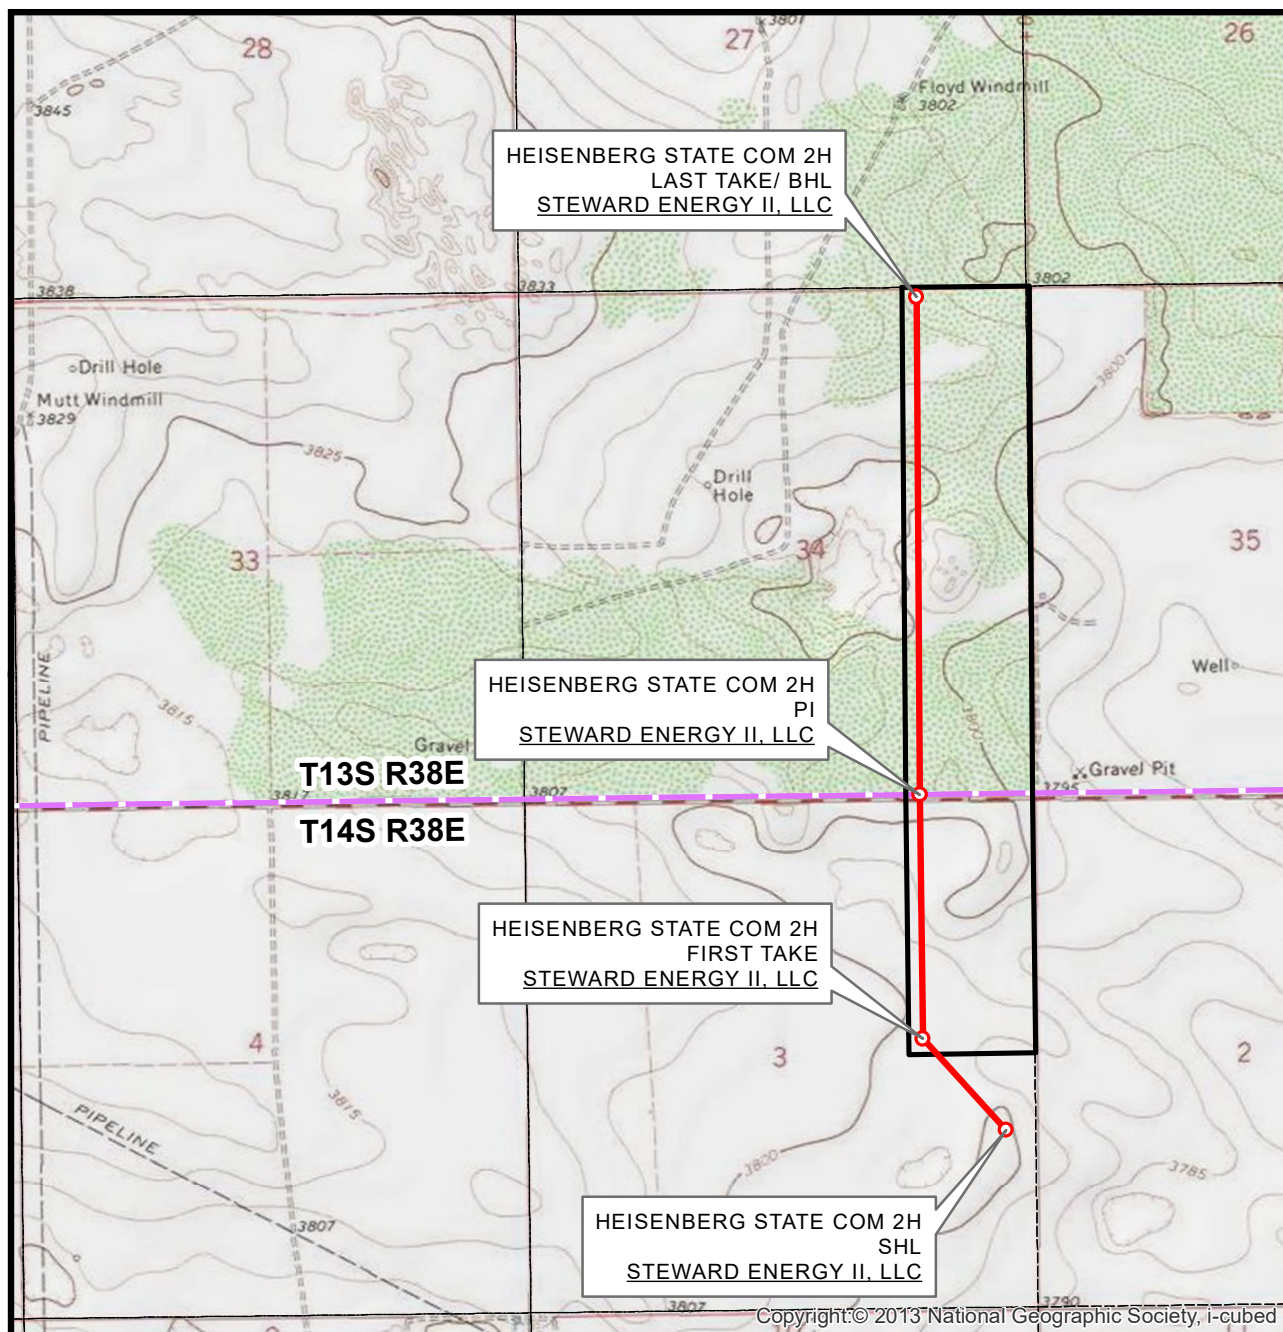 28
27
3807
26
Floyd Windmill
3802
3845
HEISENBERG STATE COM 2H
LAST TAKE/ BHL
STEWARD ENERGY II, LLC
3838
3833
3802
Drill Hole
Mutt Windmill
3829
3800
3825
Drill
Hole
33
34
35
PIPELINE
Well
HEISENBERG STATE COM 2H
PI
STEWARD ENERGY II, LLC
3815
3800
Gravel
Gravel Pit
T13S R38E
3817
3807
3795
T14S R38E
HEISENBERG STATE COM 2H
FIRST TAKE
STEWARD ENERGY II, LLC
4
3
2
3815
PIPELINE
3800
3785
HEISENBERG STATE COM 2H
SHL
STEWARD ENERGY II, LLC
3807
3807
3790
Copyright:© 2013 National Geographic Society, i-cubed